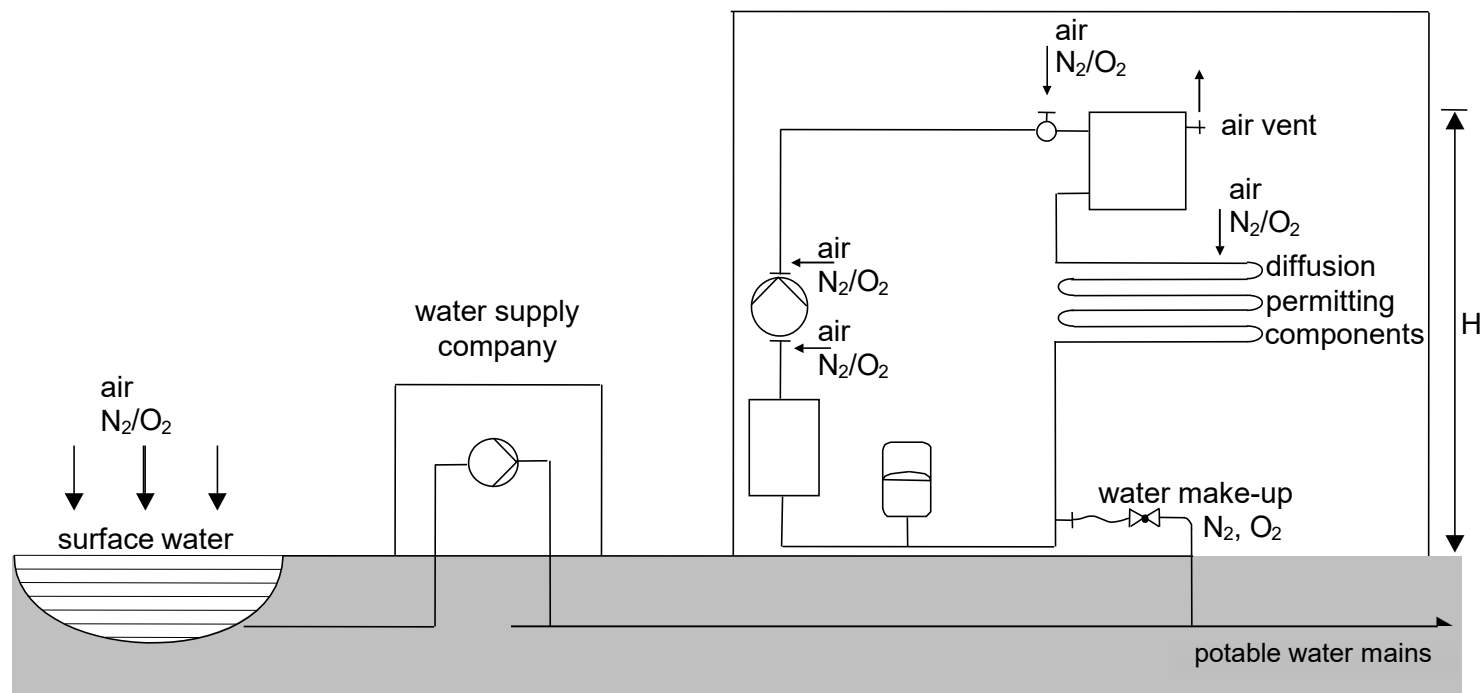 air
N₂/O₂
air vent
air
N₂/O₂
air
N₂/O₂
diffusion
permitting
components
H
water supply
company
air
N₂/O₂
air
N₂/O₂
surface water
water make-up
N₂, O₂
potable water mains